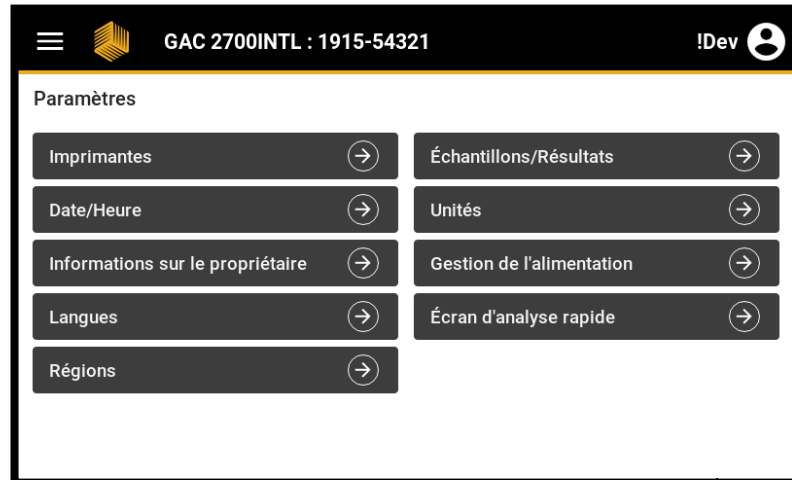 GAC 2700INTL : 1915-54321
!Dev
Paramètres
Imprimantes
Date/Heure
Informations sur le propriétaire
Langues
Régions
Échantillons/Résultats
Unités
Gestion de l'alimentation
Écran d'analyse rapide